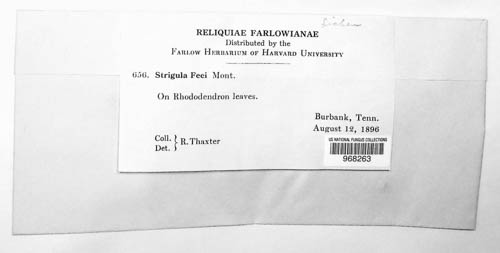 Lichen
RELIQUIAE FARLOWIANAE
Distributed by the
FARLOW HERBARIUM OF HARVARD UNIVERSITY
656. Strigula Feei Mont.
On Rhododendron leaves.
Burbank, Tenn.
August 12, 1896
Coll. } R. Thaxter
Det.
US NATIONAL FUNGUS COLLECTIONS
968263